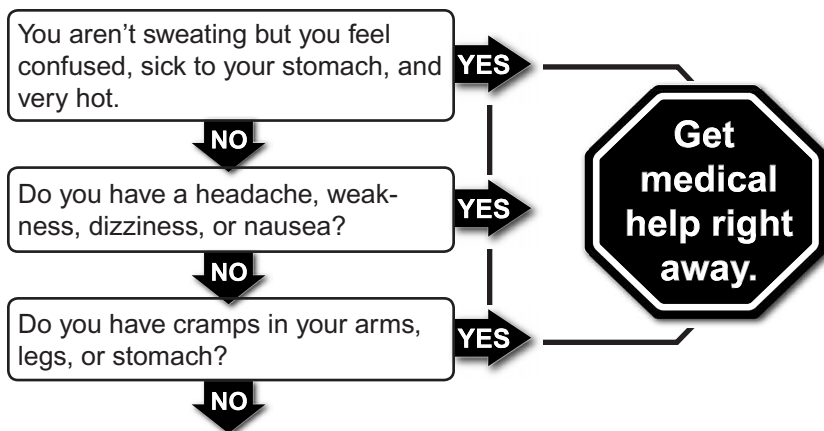 You aren’t sweating but you feel
confused, sick to your stomach, and
very hot.
YES
NO
Do you have a headache, weak-
ness, dizziness, or nausea?
YES
NO
Do you have cramps in your arms,
legs, or stomach?
YES
NO
Get
medical
help right
away.